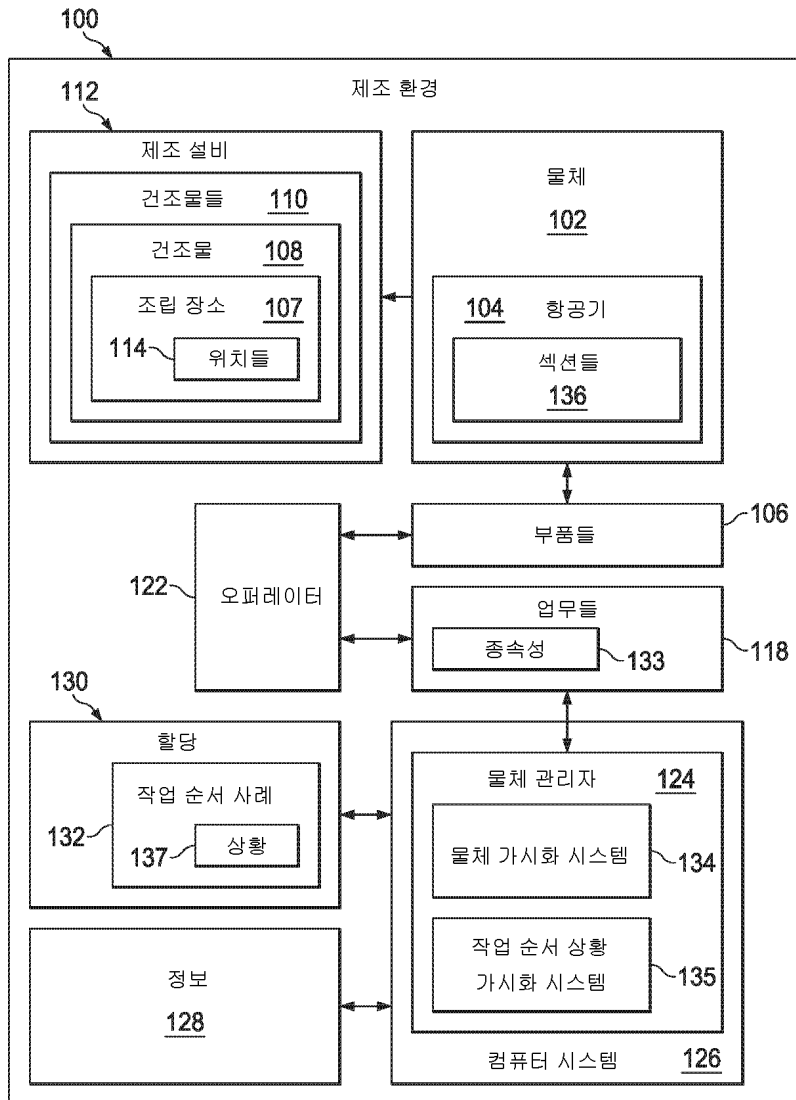 100
제조 환경
112
제조 설비
건조물들 110
건조물 108
조립 장소 107
114 위치들
물체
102
104 항공기
섹션들
136
부품들 106
122 오퍼레이터
업무들
종속성 133
118
130
할당
작업 순서 사례
132
137 상황
물체 관리자 124
물체 가시화 시스템 134
작업 순서 상황
가시화 시스템 135
정보
128
컴퓨터 시스템 126